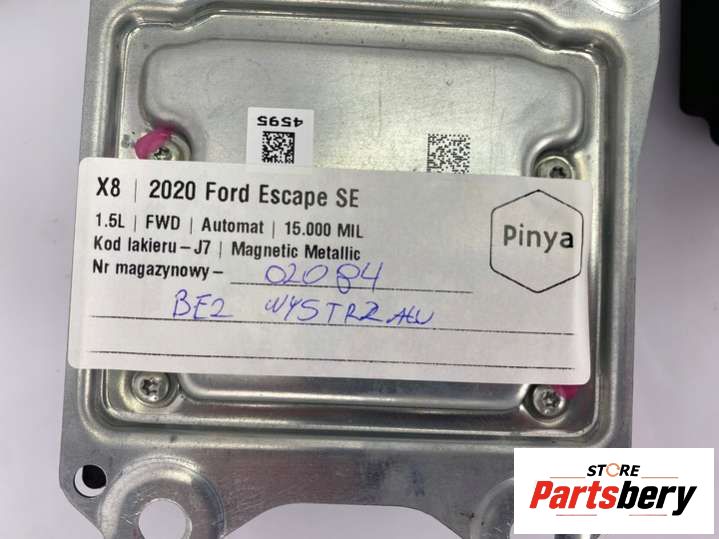 4595
X8 | 2020 Ford Escape SE
1.5L | FWD | Automat | 15.000 MIL
Kod lakieru – J7 | Magnetic Metallic
Nr magazynowy – 02084
BEZ WYSTRZAŁU
Pinya
STORE
Partsbery